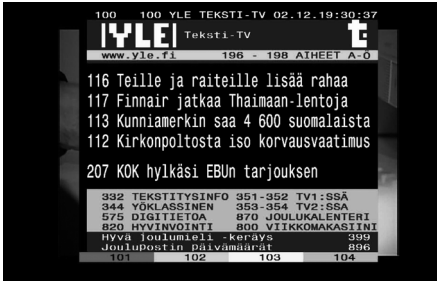 100 100 YLE TEKSTI-TV 02.12.19:30:37
YLE Teksti-TV t:
www.yle.fi 196 - 198 AIHEET A-Ö
116 Teille ja raiteille lisää rahaa
117 Finnair jatkaa Thaimaan-lentoja
113 Kunniamerkin saa 4 600 suomalaista
112 Kirkonpoltosta iso korvausvaatimus
207 KOK hylkäsi EBUn tarjouksen
332 TEKSTITYSINFO 351-352 TV1:SSÄ
344 YÖKLASSINEN 353-354 TV2:SSA
575 DIGITIETOA 870 JOULUKALENTERI
820 HYVINVOINTI 800 VIIKKOMAKASIINI
Hyvä joulumieli -keräys 399
Joulupostin päivämäärät 896
101 102 103 104